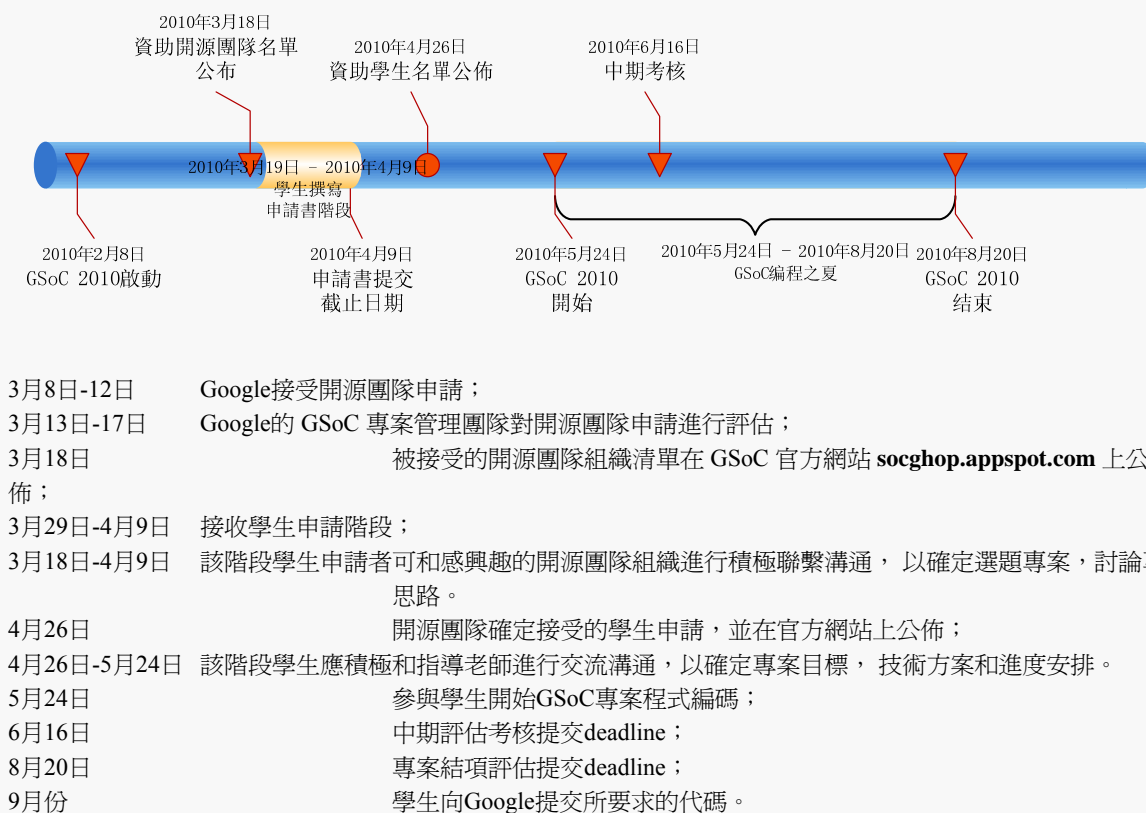 2010年3月18日
資助開源團隊名單
公布
2010年4月26日
資助學生名單公佈
2010年6月16日
中期考核
2010年3月19日 - 2010年4月9日
學生撰寫
申請書階段
2010年2月8日
GSoC 2010啟動
2010年4月9日
申請書提交
截止日期
2010年5月24日
GSoC 2010
開始
2010年5月24日 - 2010年8月20日
GSoC编程之夏
2010年8月20日
GSoC 2010
结束
3月8日-12日 Google接受開源團隊申請；
3月13日-17日 Google的 GSoC 專案管理團隊對開源團隊申請進行評估；
3月18日 被接受的開源團隊組織清單在 GSoC 官方網站 socghop.appspot.com 上公
佈；
3月29日-4月9日 接收學生申請階段；
3月18日-4月9日 該階段學生申請者可和感興趣的開源團隊組織進行積極聯繫溝通， 以確定選題專案，討論
思路。
4月26日 開源團隊確定接受的學生申請，並在官方網站上公佈；
4月26日-5月24日 該階段學生應積極和指導老師進行交流溝通，以確定專案目標， 技術方案和進度安排。
5月24日 參與學生開始GSoC專案程式編碼；
6月16日 中期評估考核提交deadline；
8月20日 專案結項評估提交deadline；
9月份 學生向Google提交所要求的代碼。